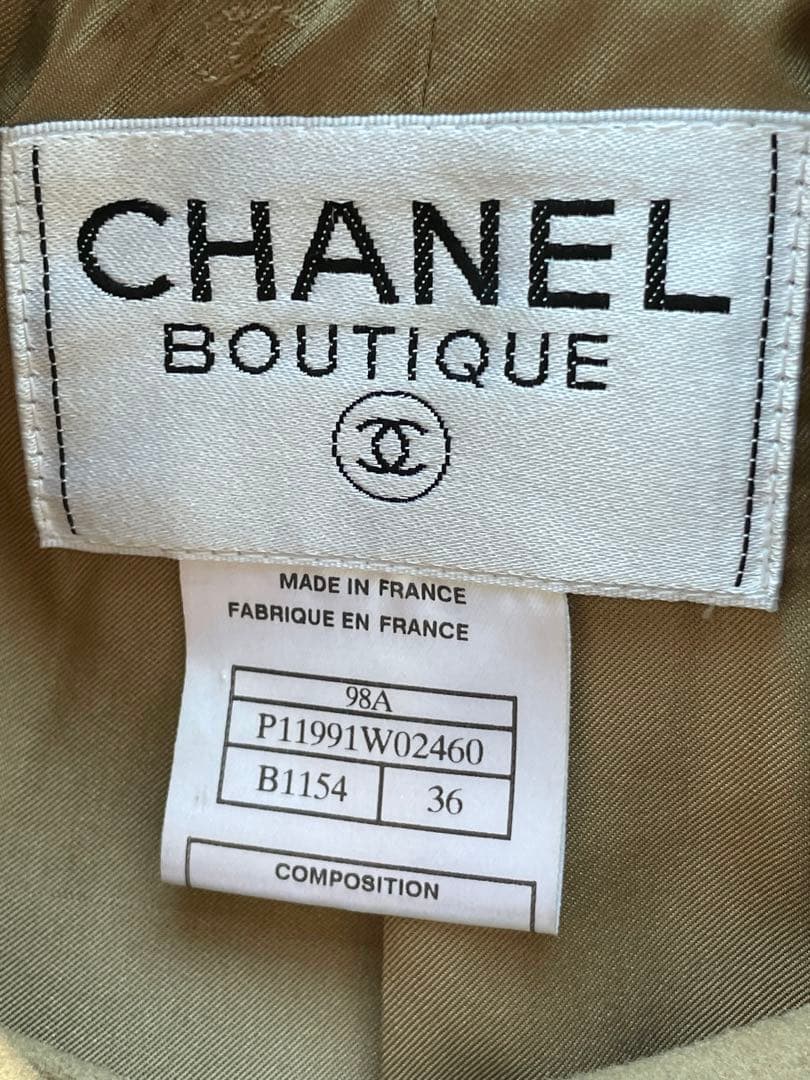 CHANEL
BOUTIQUE
MADE IN FRANCE
FABRIQUE EN FRANCE
98A
P11991W02460
B1154 36
COMPOSITION